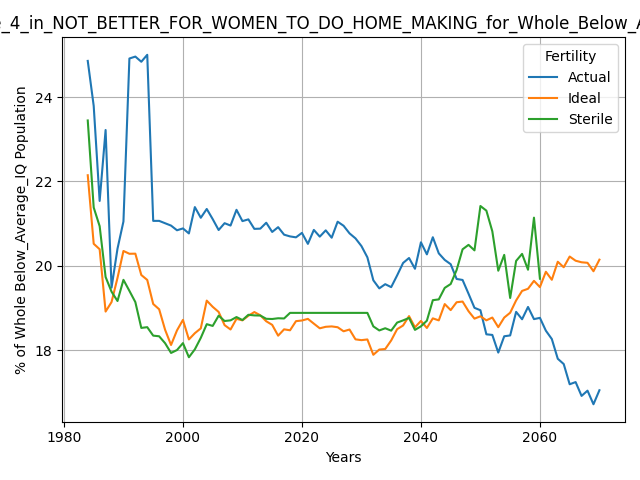 _4_in_NOT_BETTER_FOR_WOMEN_TO_DO_HOME_MAKING_for_Whole_Below_A
Fertility
Actual
Ideal
Sterile
% of Whole Below_Average_IQ Population
24
22
20
18
1980
2000
2020
2040
2060
Years